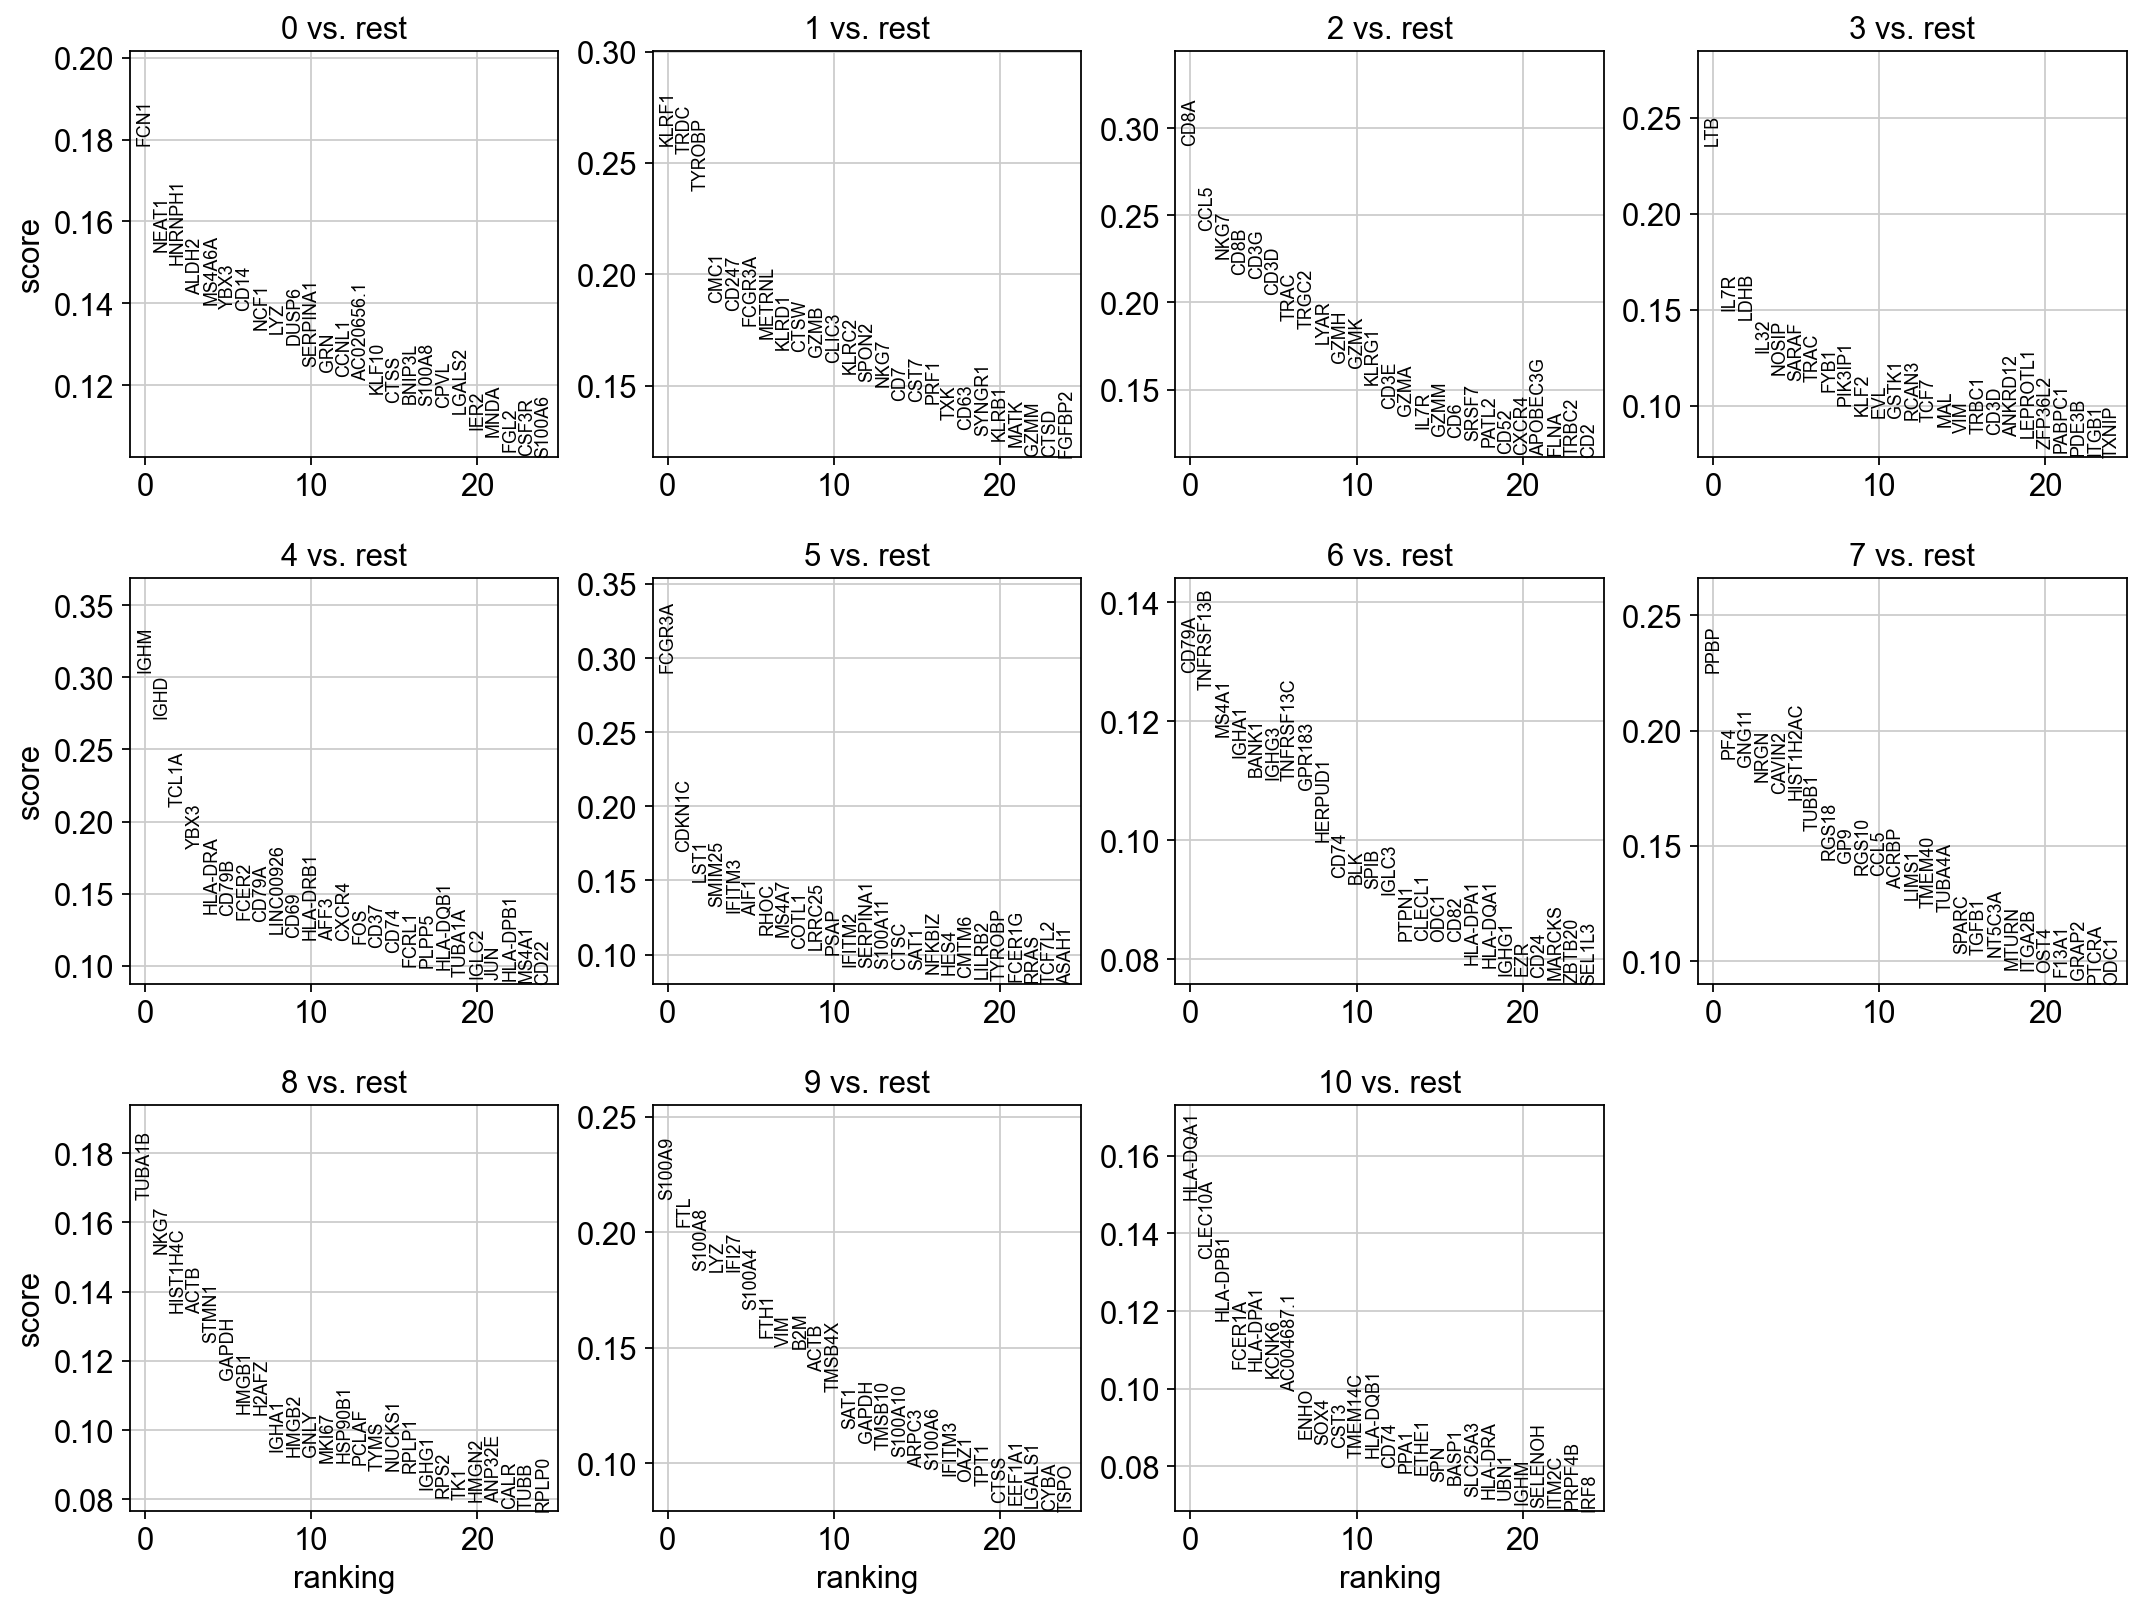 0 vs. rest
score
0.20
0.18
0.16
0.14
0.12
FCN1
NEAT1
HNRNPH1
ALDH2
MS4A6A
YBX3
CD14
NCF1
LYZ
DUSP6
SERPINA1
GRN
CCNL1
AC020656.1
KLF10
CTSS
BNIP3L
S100A8
CPVL
LGALS2
IER2
MNDA
FGL2
CSF3R
S100A6
0 10 20
1 vs. rest
0.30
0.25
0.20
0.15
KLRF1
TRDC
TYROBP
CMC1
CD247
FCGR3A
METRNL
KLRD1
CTSW
GZMB
CLIC3
KLRC2
SPON2
NKG7
CD7
CST7
PRF1
TXK
CD63
SYNGR1
KLRB1
MATK
GZMM
CTSD
FGFBP2
0 10 20
2 vs. rest
0.30
0.25
0.20
0.15
CD8A
CCL5
NKG7
CD8B
CD3G
CD3D
TRAC
TRGC2
LYAR
GZMH
GZMK
KLRG1
CD3E
GZMA
IL7R
GZMM
CD6
SRSF7
PATL2
CD52
CXCR4
APOBEC3G
FLNA
TRBC2
CD2
0 10 20
3 vs. rest
0.25
0.20
0.15
0.10
LTB
IL7R
LDHB
IL32
NOSIP
SARAF
TRAC
FYB1
PIK3IP1
KLF2
EVL
GSTK1
RCAN3
TCF7
MAL
VIM
TRBC1
CD3D
ANKRD12
LEPROTL1
ZFP36L2
PABPC1
PDE3B
ITGB1
TXNIP
0 10 20
4 vs. rest
score
0.35
0.30
0.25
0.20
0.15
0.10
IGHM
IGHD
TCL1A
YBX3
HLA-DRA
CD79B
FCER2
CD79A
LINC00926
CD69
HLA-DRB1
AFF3
CXCR4
FOS
CD37
CD74
FCRL1
PLPP5
HLA-DQB1
TUBA1A
IGLC2
JUN
HLA-DPB1
MS4A1
CD22
0 10 20
5 vs. rest
0.35
0.30
0.25
0.20
0.15
0.10
FCGR3A
CDKN1C
LST1
SMIM25
IFITM3
AIF1
RHOC
MS4A7
COTL1
LRRC25
PSAP
IFITM2
SERPINA1
S100A11
CTSC
SAT1
NFKBIZ
HES4
CMTM6
LILRB2
TYROBP
FCER1G
RRAS
TCF7L2
ASAH1
0 10 20
6 vs. rest
0.14
0.12
0.10
0.08
CD79A
TNFRSF13B
MS4A1
IGHA1
BANK1
IGHG3
TNFRSF13C
GPR183
HERPUD1
CD74
BLK
SPIB
IGLC3
PTPN1
CLECL1
ODC1
CD82
HLA-DPA1
HLA-DQA1
IGHG1
EZR
CD24
MARCKS
ZBTB20
SEL1L3
0 10 20
7 vs. rest
0.25
0.20
0.15
0.10
PPBP
PF4
GNG11
NRGN
CAVIN2
HIST1H2AC
TUBB1
RGS18
GP9
RGS10
CCL5
ACRBP
LIMS1
TMEM40
TUBA4A
SPARC
TGFB1
NT5C3A
MTURN
ITGA2B
OST4
F13A1
GRAP2
PTCRA
ODC1
0 10 20
8 vs. rest
score
0.18
0.16
0.14
0.12
0.10
0.08
TUBA1B
NKG7
HIST1H4C
ACTB
STMN1
GAPDH
HMGB1
H2AFZ
IGHA1
HMGB2
GNLY
MKI67
HSP90B1
PCLAF
TYMS
NUCKS1
RPLP1
IGHG1
RPS2
TK1
HMGN2
ANP32E
CALR
TUBB
RPLP0
0 10 20
ranking
9 vs. rest
0.25
0.20
0.15
0.10
S100A9
FTL
S100A8
LYZ
IFI27
S100A4
FTH1
VIM
B2M
ACTB
TMSB4X
SAT1
GAPDH
TMSB10
S100A10
ARPC3
S100A6
IFITM3
OAZ1
TPT1
CTSS
EEF1A1
LGALS1
CYBA
TSPO
0 10 20
ranking
10 vs. rest
0.16
0.14
0.12
0.10
0.08
HLA-DQA1
CLEC10A
HLA-DPB1
FCER1A
HLA-DPA1
KCNK6
AC004687.1
ENHO
SOX4
CST3
TMEM14C
HLA-DQB1
CD74
PPA1
ETHE1
SPN
BASP1
SLC25A3
HLA-DRA
UBN1
IGHM
SELENOH
ITM2C
PRPF4B
IRF8
0 10 20
ranking